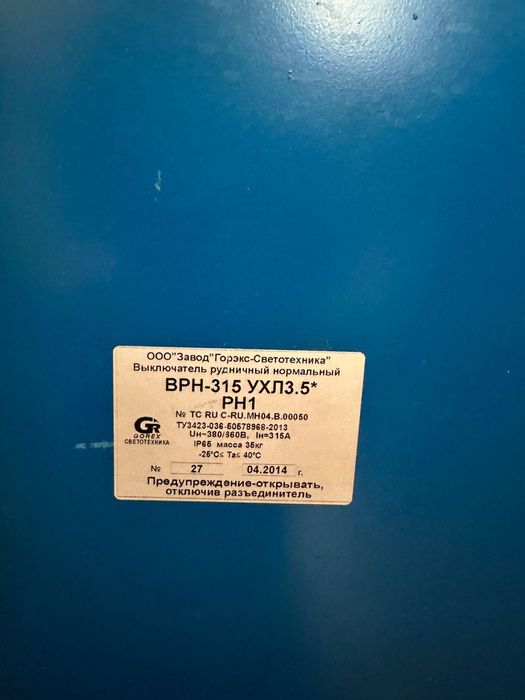 ООО"Завод"Горэкс-Светотехника"
Выключатель рудничный нормальный
ВРН-315 УХЛ3.5*
РН1
№ ТС RU C-RU.МН04.В.00050
ТУ3423-036-50578968-2013
Uн~380/660В, Iн=315А
IP65 масса 35кг
-25°С≤ Та≤ 40°С
GR
GOREX
СВЕТОТЕХНИКА
№ 27 04.2014 г.
Предупреждение-открывать,
отключив разъединитель